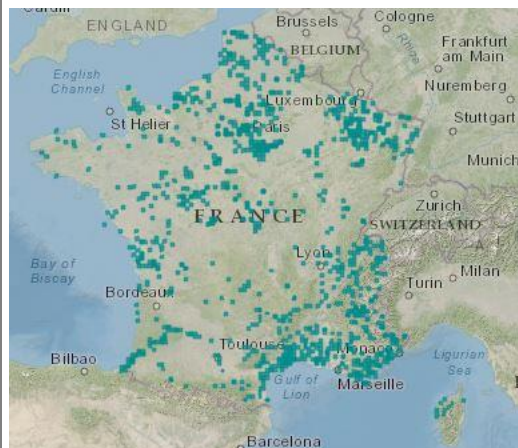 Cardiff
ENGLAND
Brussels
Cologne
BELGIUM
Rhine
Frankfurt
am Main
English
Channel
Luxembourg
Nuremberg
St Helier
Paris
Stuttgart
Munich
Zurich
FRANCE
SWITZERLAND
Lyon
Milan
Bay of
Biscay
Turin
Bordeau
Toulouse
Monaco
Ligurian
Sea
Bilbao
Gulf of
Lion
Marseille
Barcelona